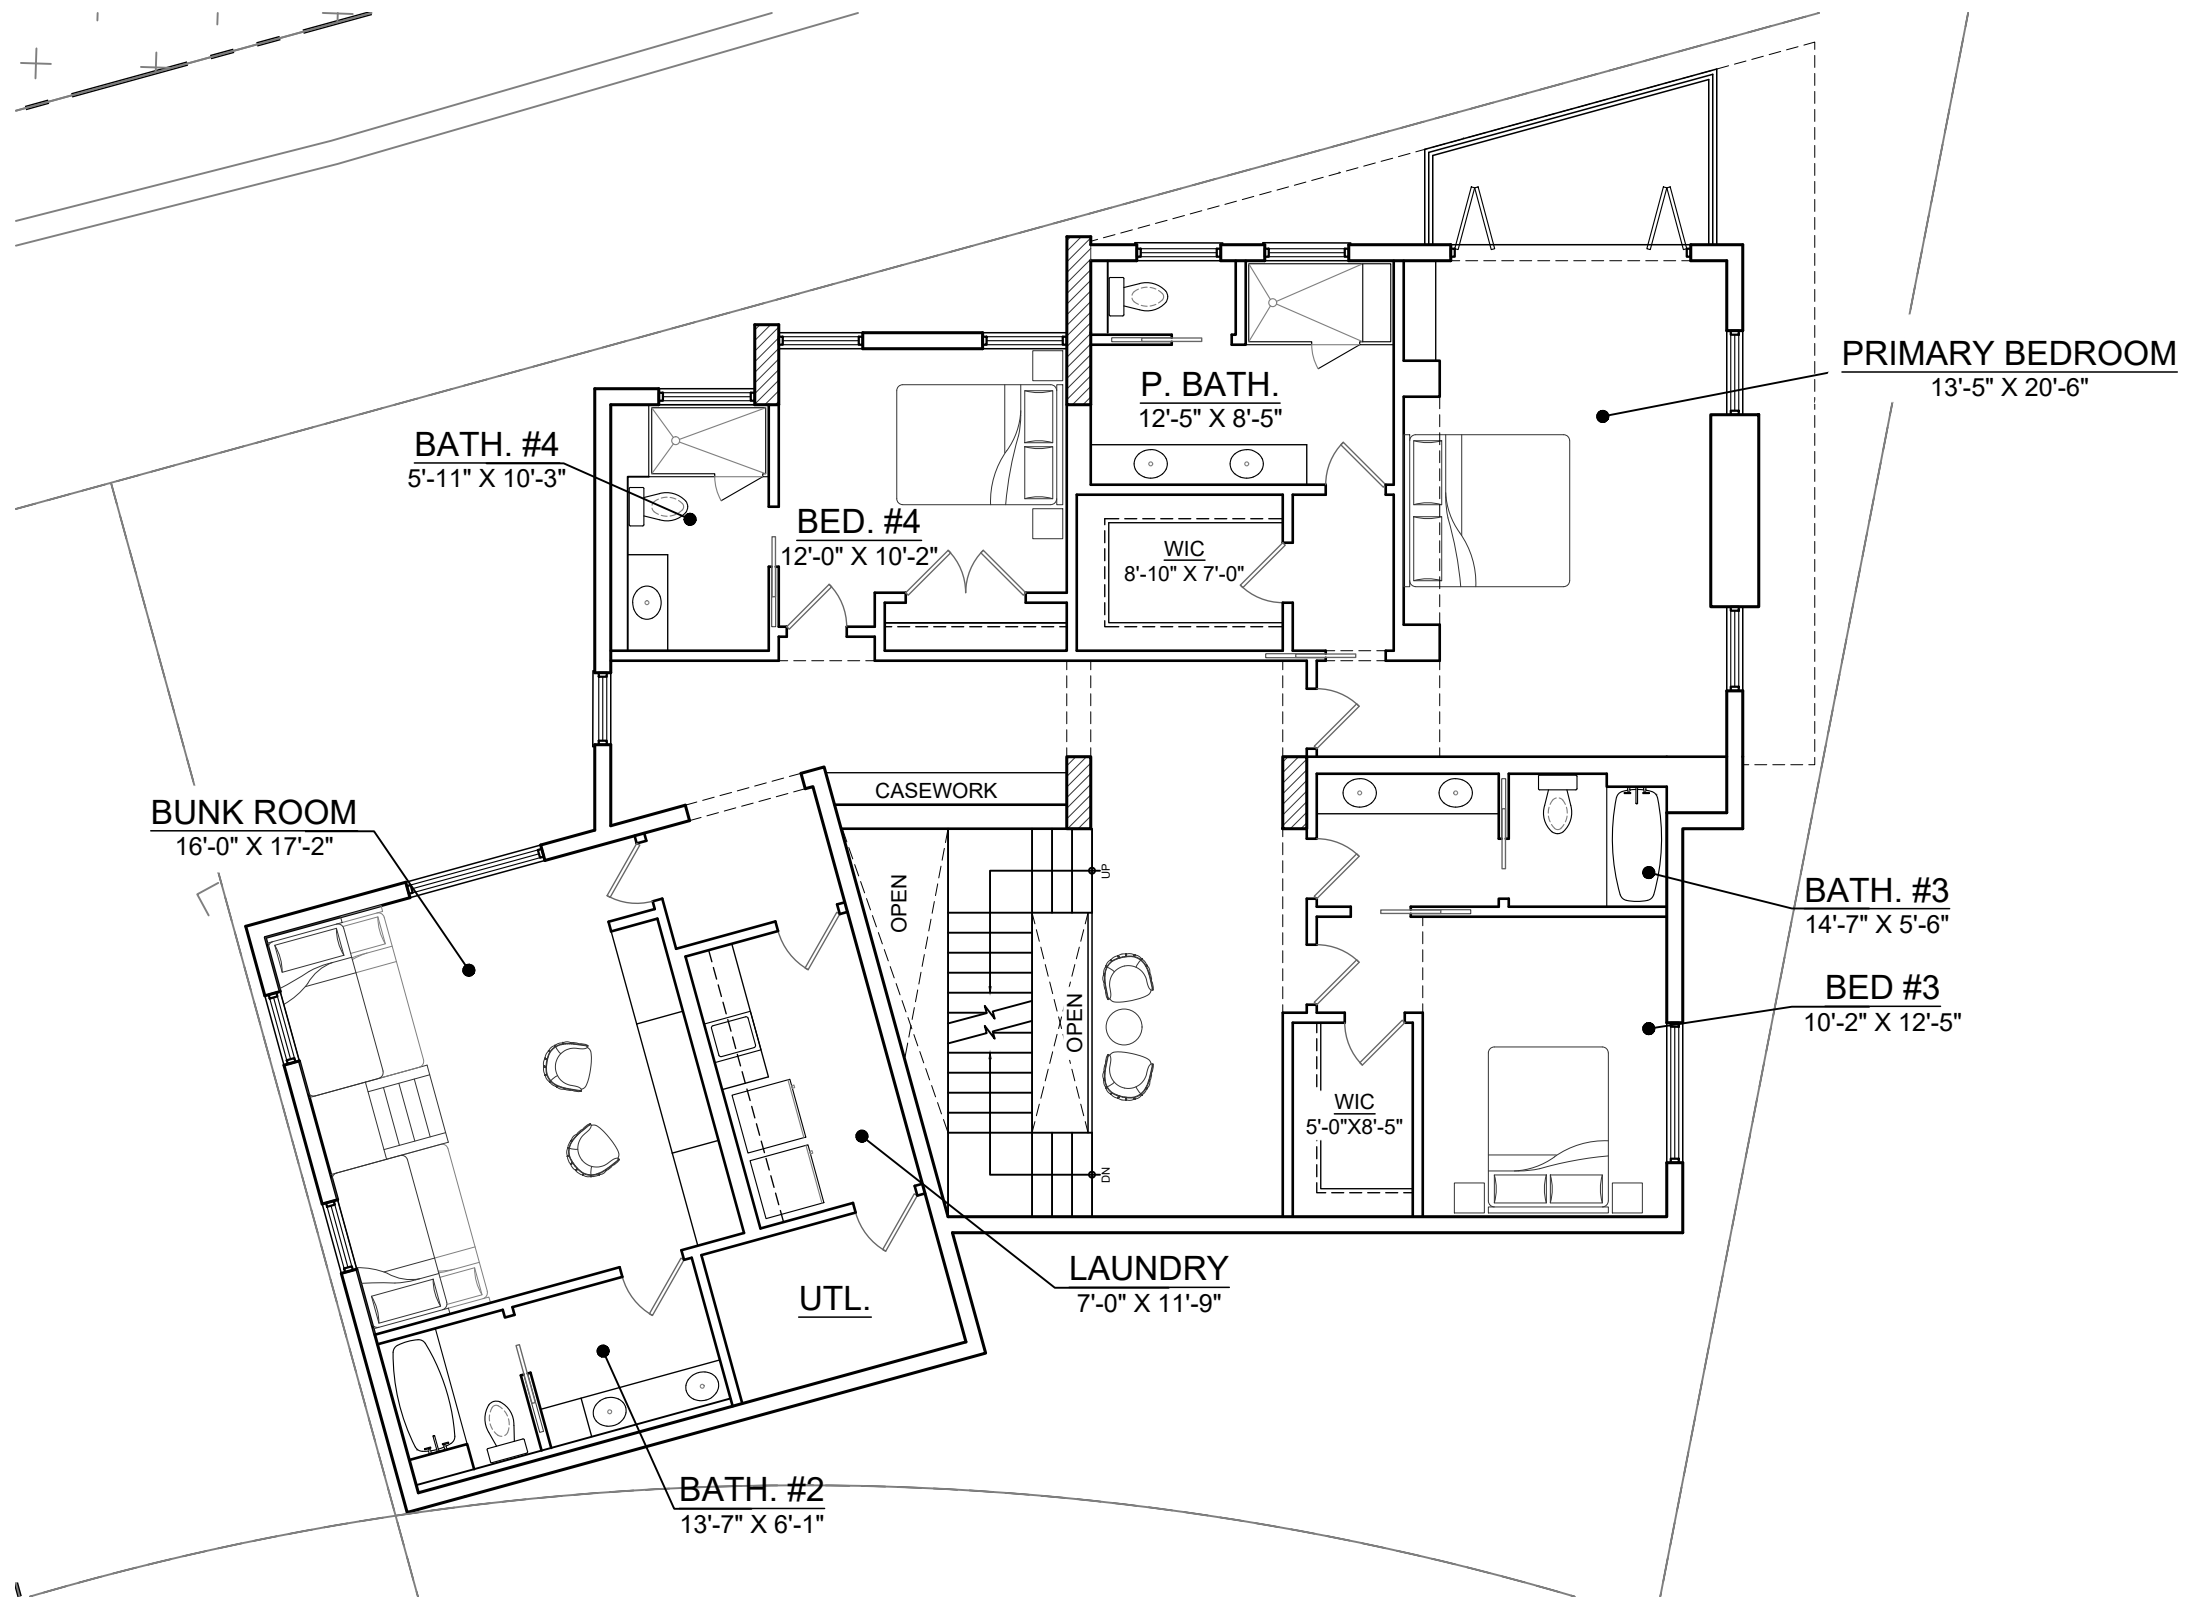 PRIMARY BEDROOM
13'-5" X 20'-6"
P. BATH.
12'-5" X 8'-5"
BATH. #4
5'-11" X 10'-3"
BED. #4
12'-0" X 10'-2"
WIC
8'-10" X 7'-0"
CASEWORK
BUNK ROOM
16'-0" X 17'-2"
OPEN
UP
OPEN
DN
BATH. #3
14'-7" X 5'-6"
BED #3
10'-2" X 12'-5"
WIC
5'-0"X8'-5"
LAUNDRY
7'-0" X 11'-9"
UTL.
BATH. #2
13'-7" X 6'-1"